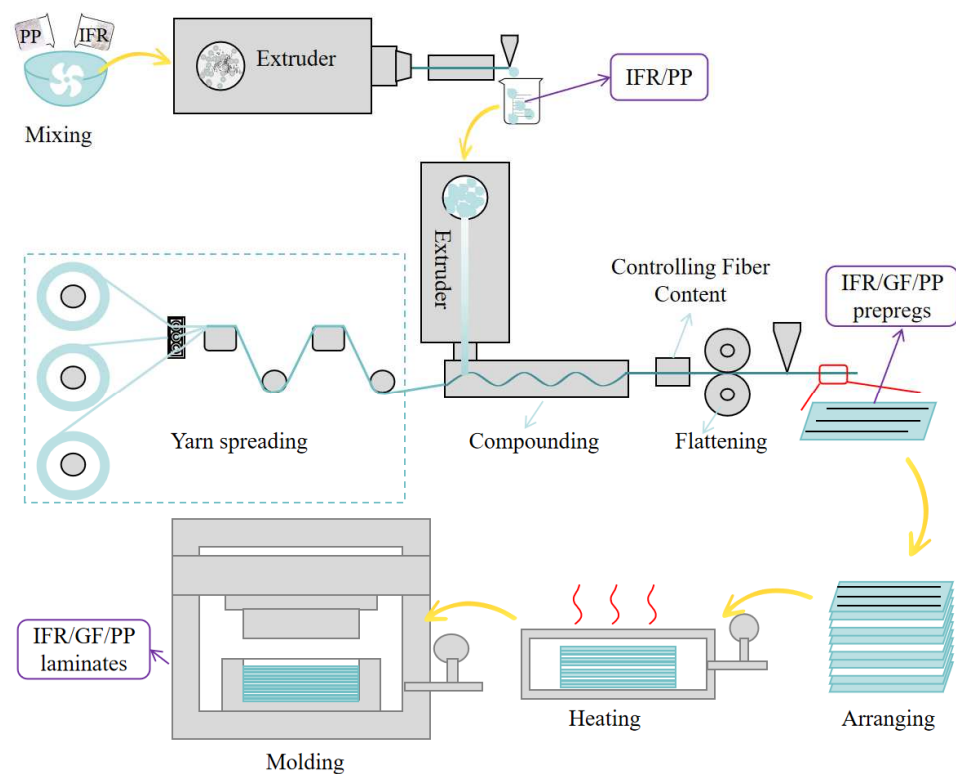 PP
IFR
Mixing
Extruder
IFR/PP
Extruder
Controlling Fiber
Content
IFR/GF/PP
prepregs
Yarn spreading
Compounding
Flattening
IFR/GF/PP
laminates
Molding
Heating
Arranging